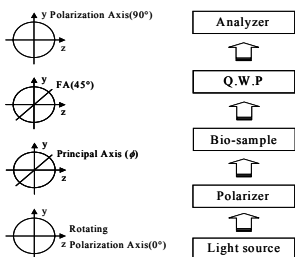 y Polarization Axis(90°)
z
Analyzer
y
FA(45°)
z
Q.W.P
y
Principal Axis (ϕ)
z
Bio-sample
Polarizer
y
Rotating
z Polarization Axis(0°)
Light source